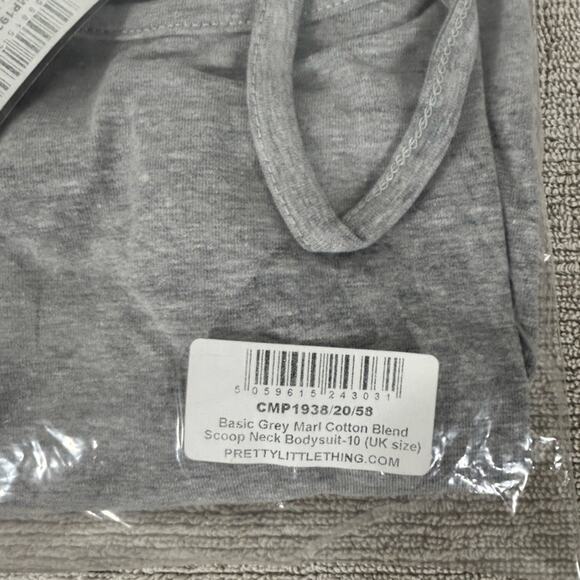 5 059615 243031
CMP1938/20/58
Basic Grey Marl Cotton Blend
Scoop Neck Bodysuit-10 (UK size)
PRETTYLITTLETHING.COM